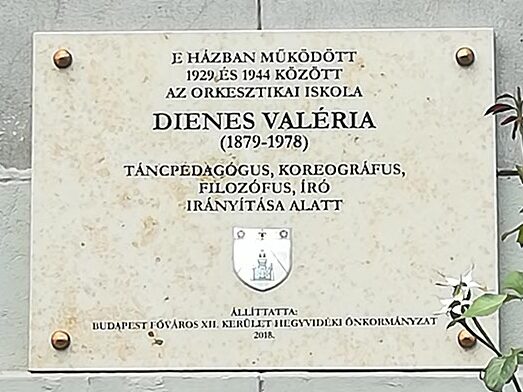 E HÁZBAN MŰKÖDÖTT
1929 ÉS 1944 KÖZÖTT
AZ ORKESZTIKAI ISKOLA
DIENES VALÉRIA
(1879-1978)
TÁNCPEDAGÓGUS, KOREOGRÁFUS,
FILOZÓFUS, ÍRÓ
IRÁNYÍTÁSA ALATT
ÁLLÍTTATTA:
BUDAPEST FŐVÁROS XII. KERÜLET HEGYVIDÉKI ÖNKORMÁNYZAT
2018.